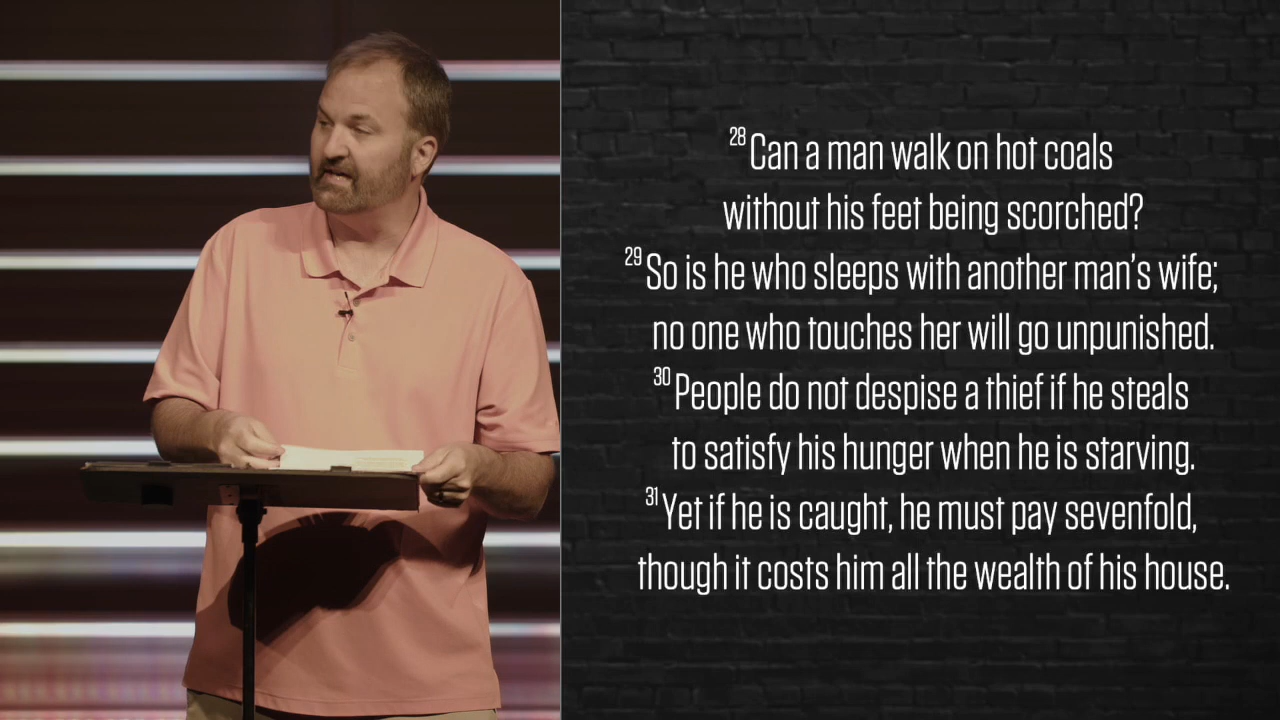 28 Can a man walk on hot coals
without his feet being scorched?
29 So is he who sleeps with another man’s wife;
no one who touches her will go unpunished.
30 People do not despise a thief if he steals
to satisfy his hunger when he is starving.
31 Yet if he is caught, he must pay sevenfold,
though it costs him all the wealth of his house.